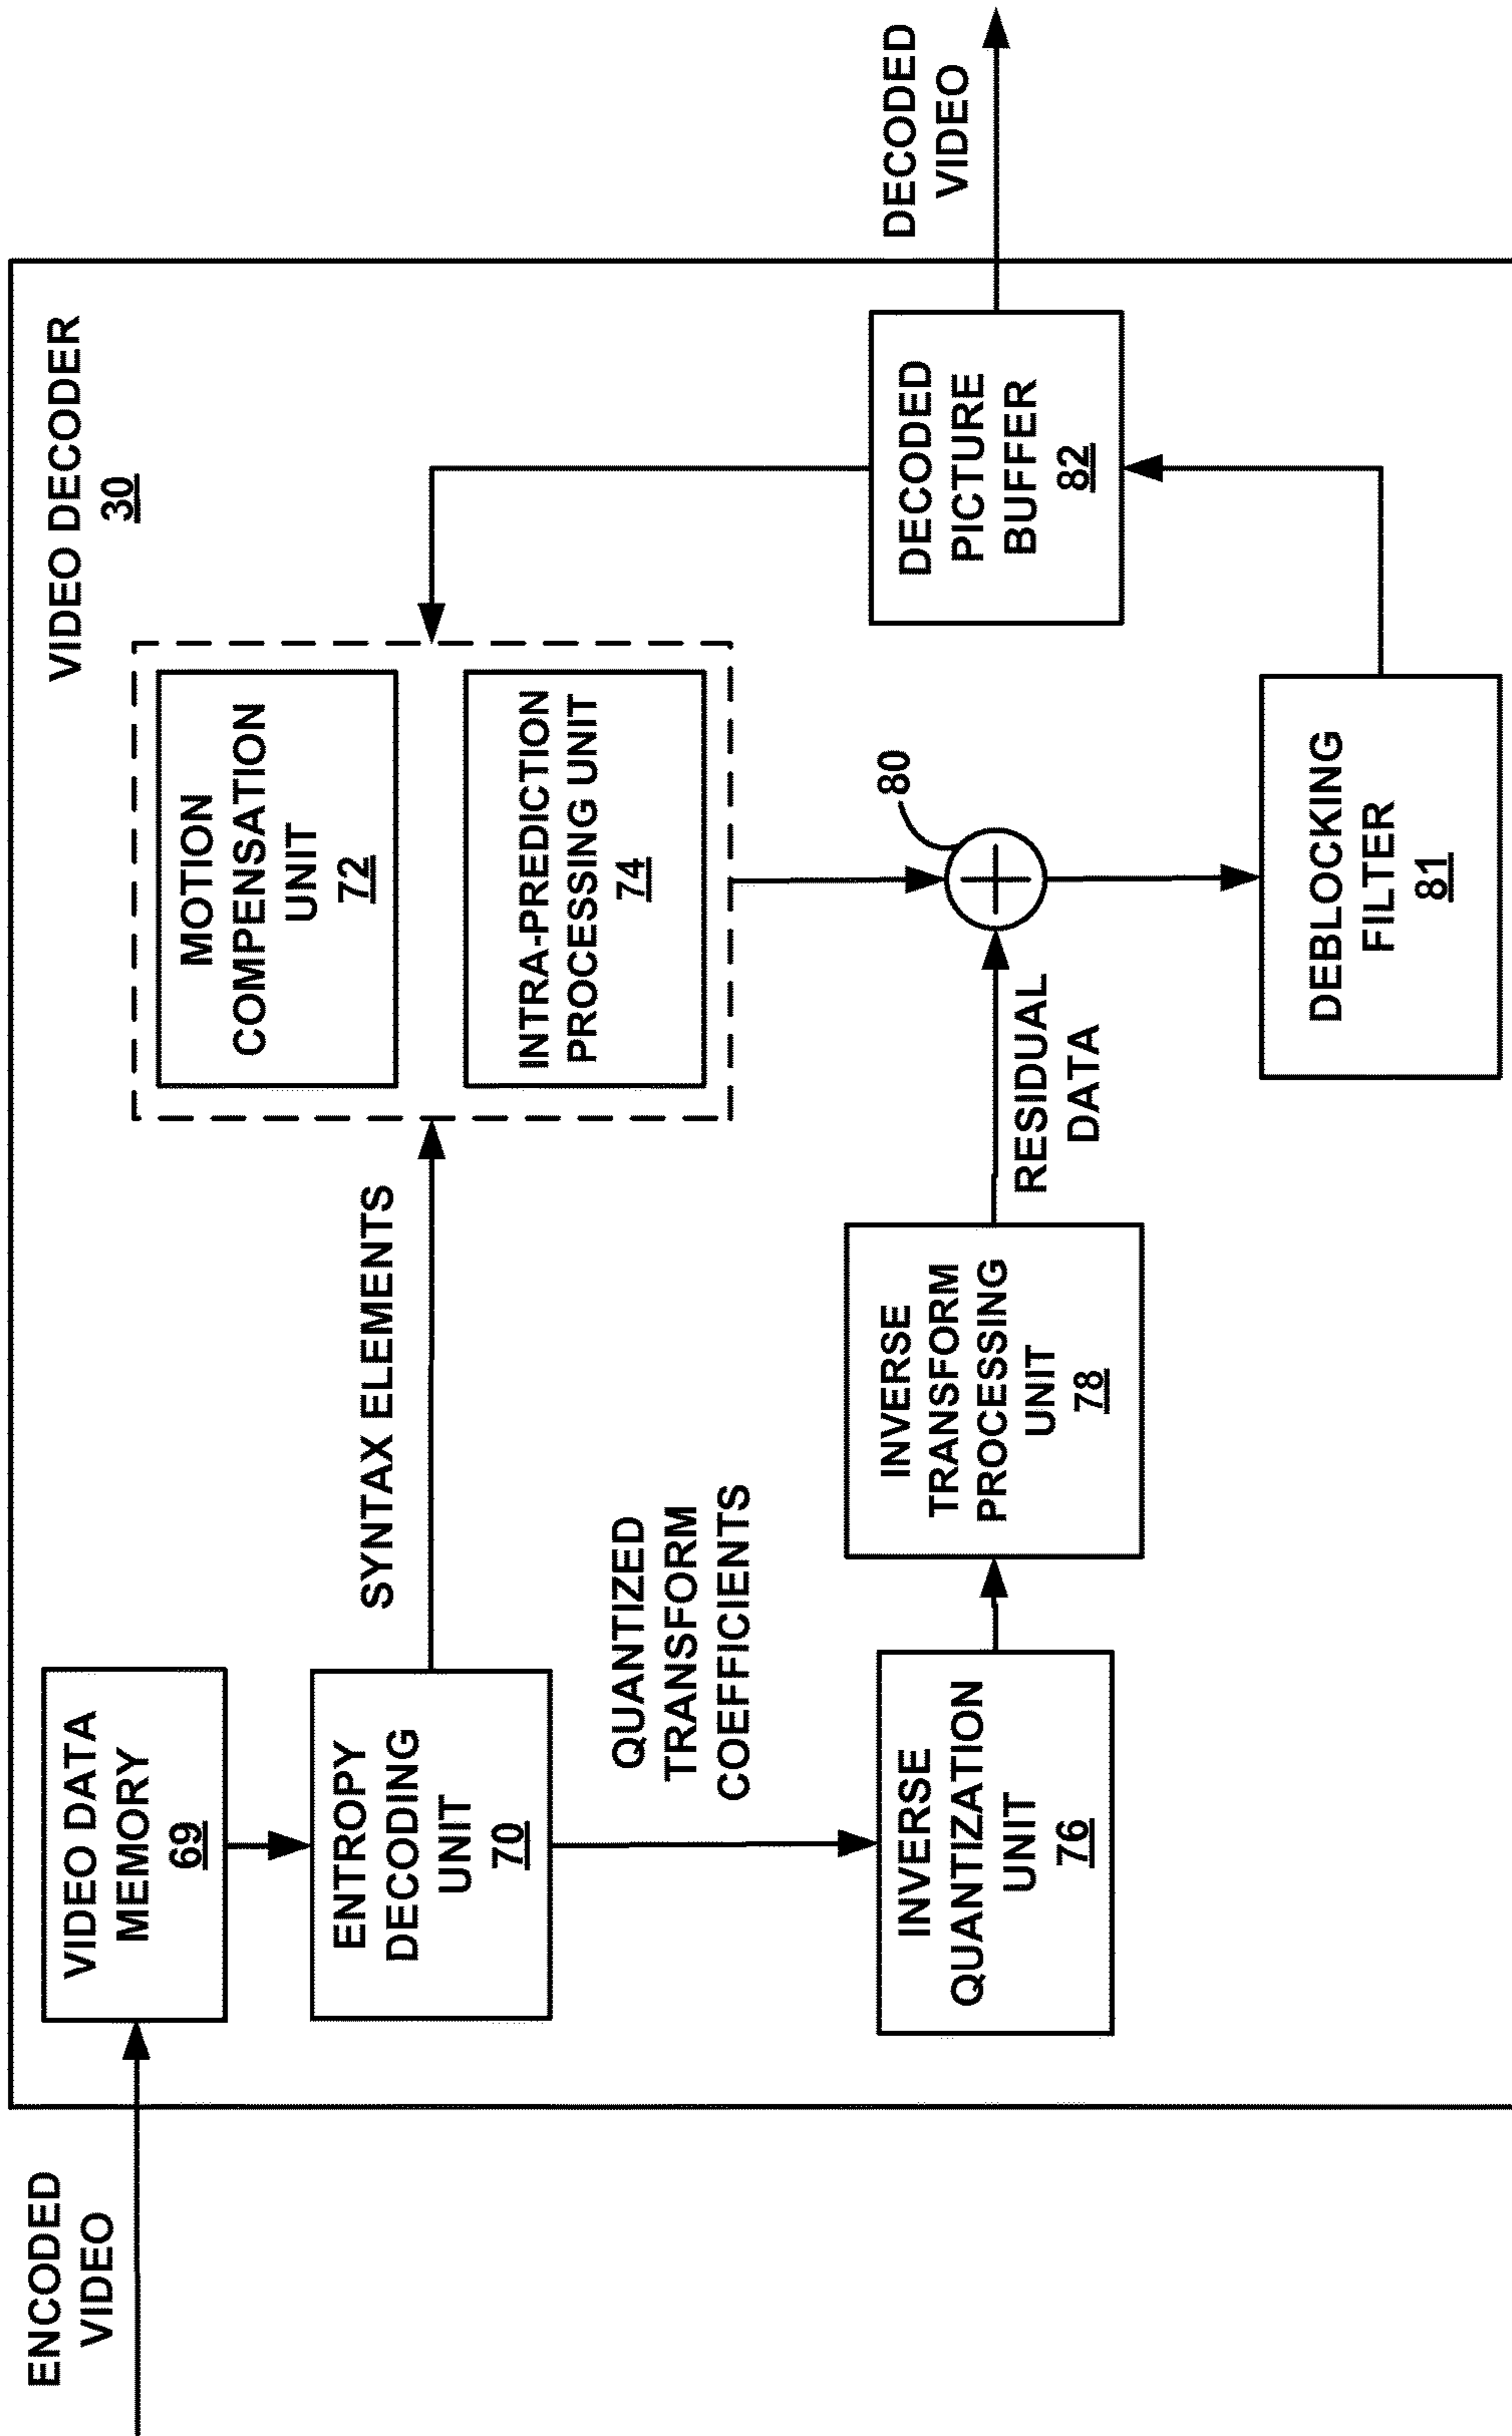 VIDEO DECODER
30
ENCODED
VIDEO
VIDEO DATA
MEMORY
69
ENTROPY
DECODING
UNIT
70
SYNTAX ELEMENTS
MOTION
COMPENSATION
UNIT
72
INTRA-PREDICTION
PROCESSING UNIT
74
QUANTIZED
TRANSFORM
COEFFICIENTS
INVERSE
QUANTIZATION
UNIT
76
INVERSE
TRANSFORM
PROCESSING
UNIT
78
RESIDUAL
DATA
80
DECODED
PICTURE
BUFFER
82
DECODED
VIDEO
DEBLOCKING
FILTER
81